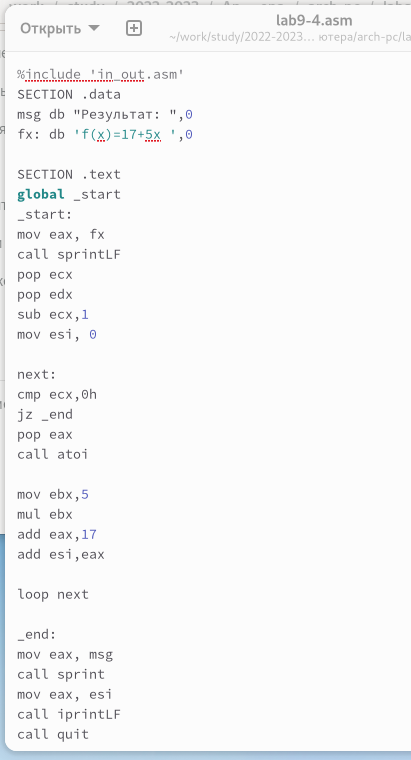 lab9-4.asm
Открыть
~/work/study/2022-2023... ютера/arch-pc/la
%include 'in_out.asm'
SECTION .data
msg db "Результат: ",0
fx: db 'f(x)=17+5x ',0
SECTION .text
global _start
_start:
mov eax, fx
call sprintLF
pop ecx
pop edx
sub ecx,1
mov esi, 0
next:
cmp ecx,0h
jz _end
pop eax
call atoi
mov ebx,5
mul ebx
add eax,17
add esi,eax
loop next
_end:
mov eax, msg
call sprint
mov eax, esi
call iprintLF
call quit